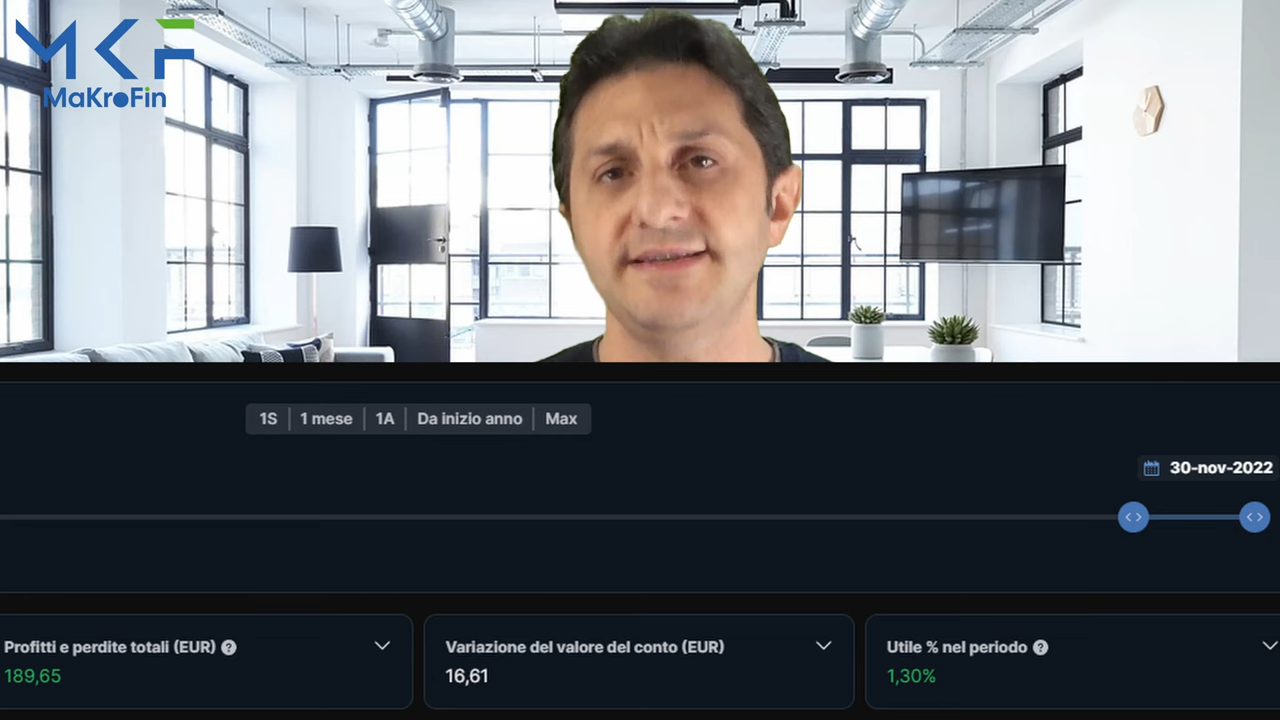 MKF
MaKroFin
1S 1 mese 1A Da inizio anno Max
30-nov-2022
Profitti e perdite totali (EUR) ?
189,65
Variazione del valore del conto (EUR)
16,61
Utile % nel periodo ?
1,30%